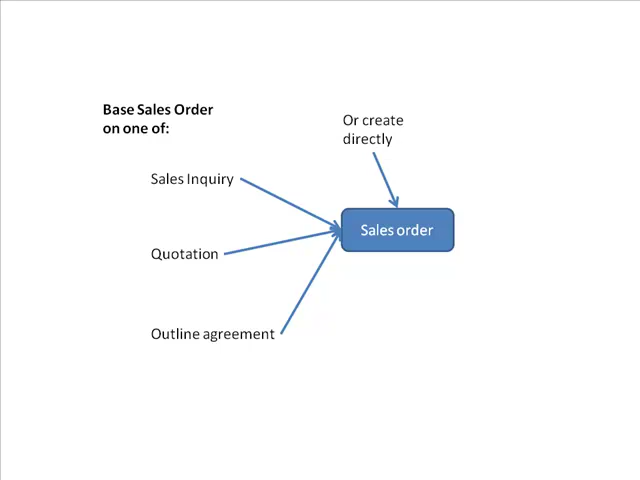 Base Sales Order
on one of:
Or create
directly
Sales Inquiry
Sales order
Quotation
Outline agreement